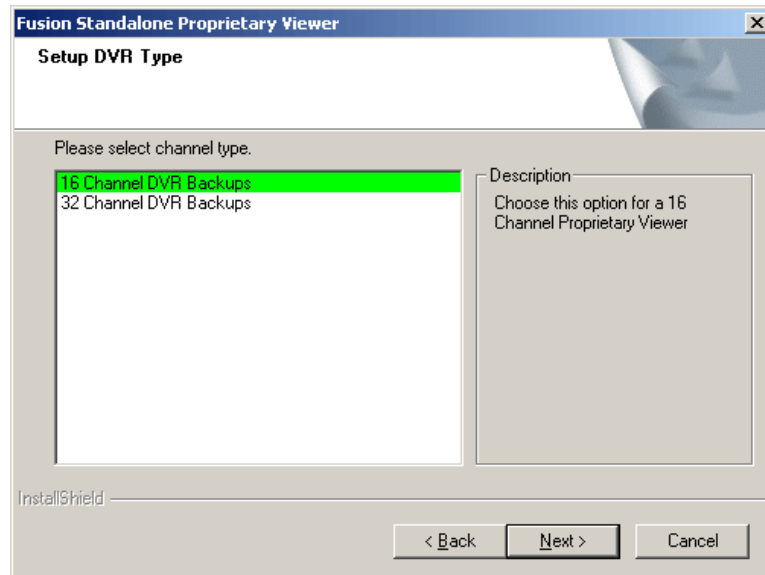 Fusion Standalone Proprietary Viewer
Setup DVR Type
Please select channel type.
16 Channel DVR Backups
32 Channel DVR Backups
Description
Choose this option for a 16
Channel Proprietary Viewer
InstallShield
< Back
Next >
Cancel